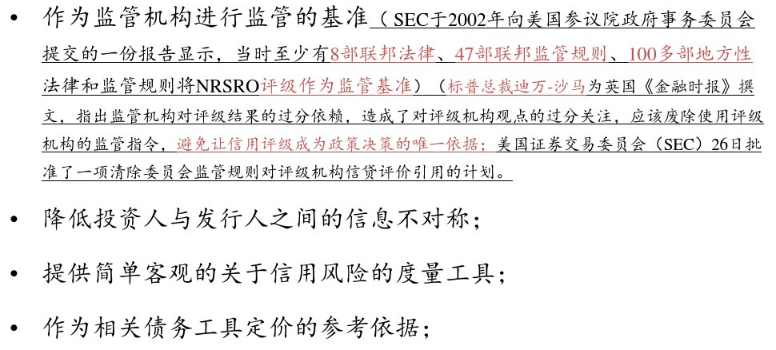 • 作为监管机构进行监管的基准（SEC于2002年向美国参议院政府事务委员会
提交的一份报告显示，当时至少有8部联邦法律、47部联邦监管规则、100多部地方性
法律和监管规则将NRSRO评级作为监管基准）（标普总裁迪万-沙马为英国《金融时报》撰
文，指出监管机构对评级结果的过分依赖，造成了对评级机构观点的过分关注，应该废除使用评级
机构的监管指令，避免让信用评级成为政策决策的唯一依据；美国证券交易委员会（SEC）26日批
准了一项清除委员会监管规则对评级机构信贷评价引用的计划。
• 降低投资人与发行人之间的信息不对称；
• 提供简单客观的关于信用风险的度量工具；
• 作为相关债务工具定价的参考依据；